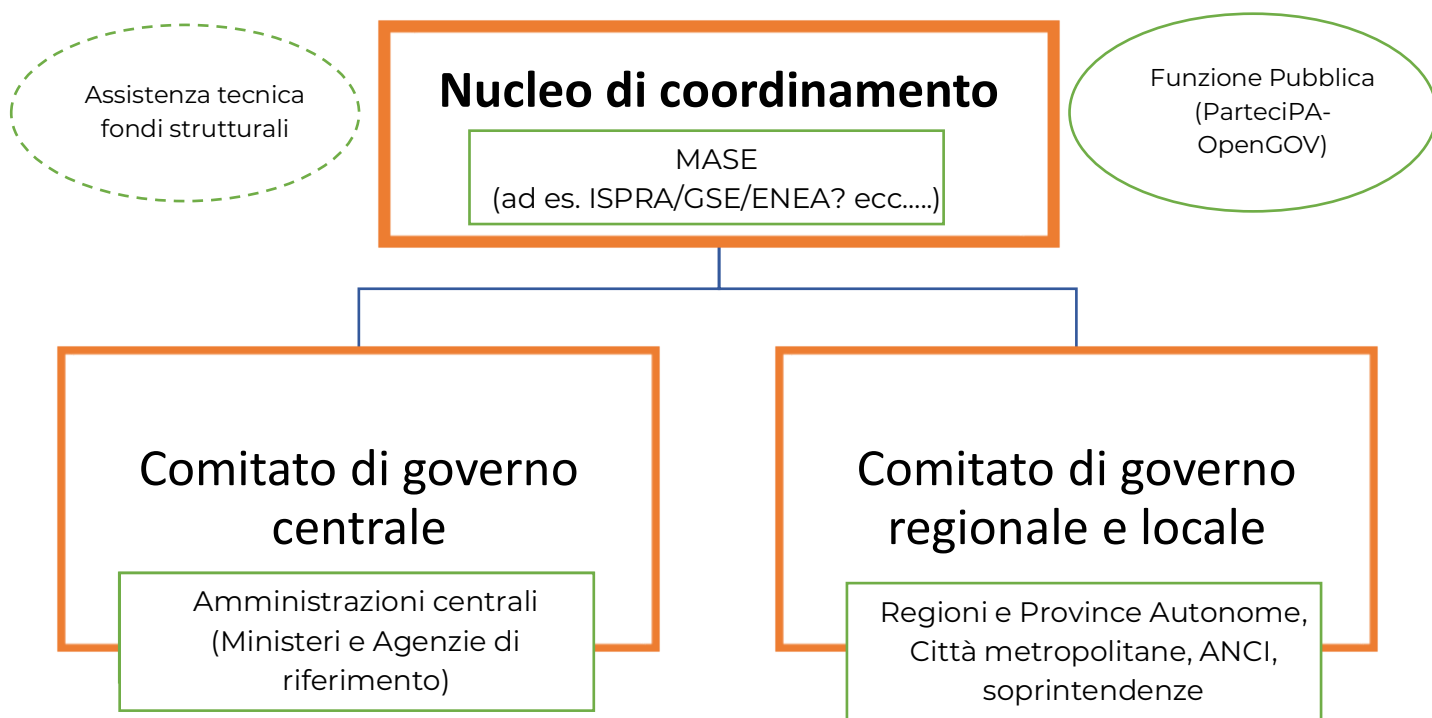 Assistenza tecnica
fondi strutturali
Nucleo di coordinamento
MASE
(ad es. ISPRA/GSE/ENEA? ecc.....)
Funzione Pubblica
(ParteciPA-
OpenGOV)
Comitato di governo
centrale
Amministrazioni centrali
(Ministeri e Agenzie di
riferimento)
Comitato di governo
regionale e locale
Regioni e Province Autonome,
Città metropolitane, ANCI,
soprintendenze